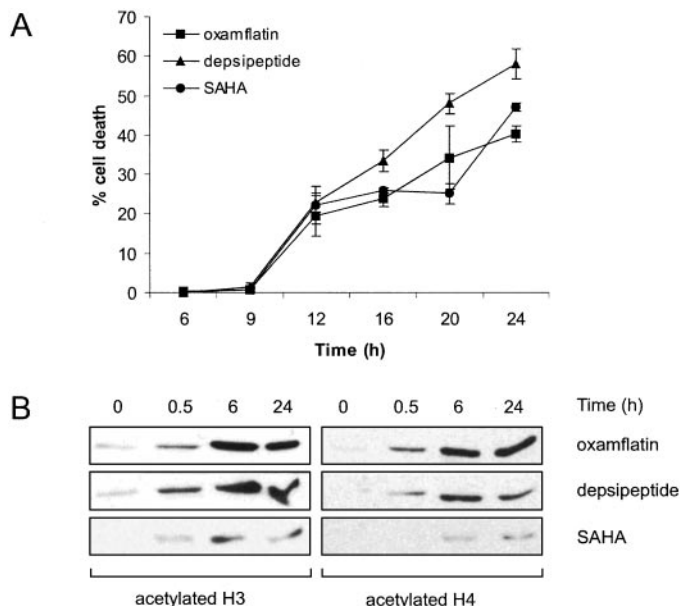 A
oxamflatin
depsipeptide
SAHA
% cell death
70
60
50
40
30
20
10
0
6 9 12 16 20 24
Time (h)
B
0 0.5 6 24 0 0.5 6 24 Time (h)
oxamflatin
depsipeptide
SAHA
acetylated H3 acetylated H4